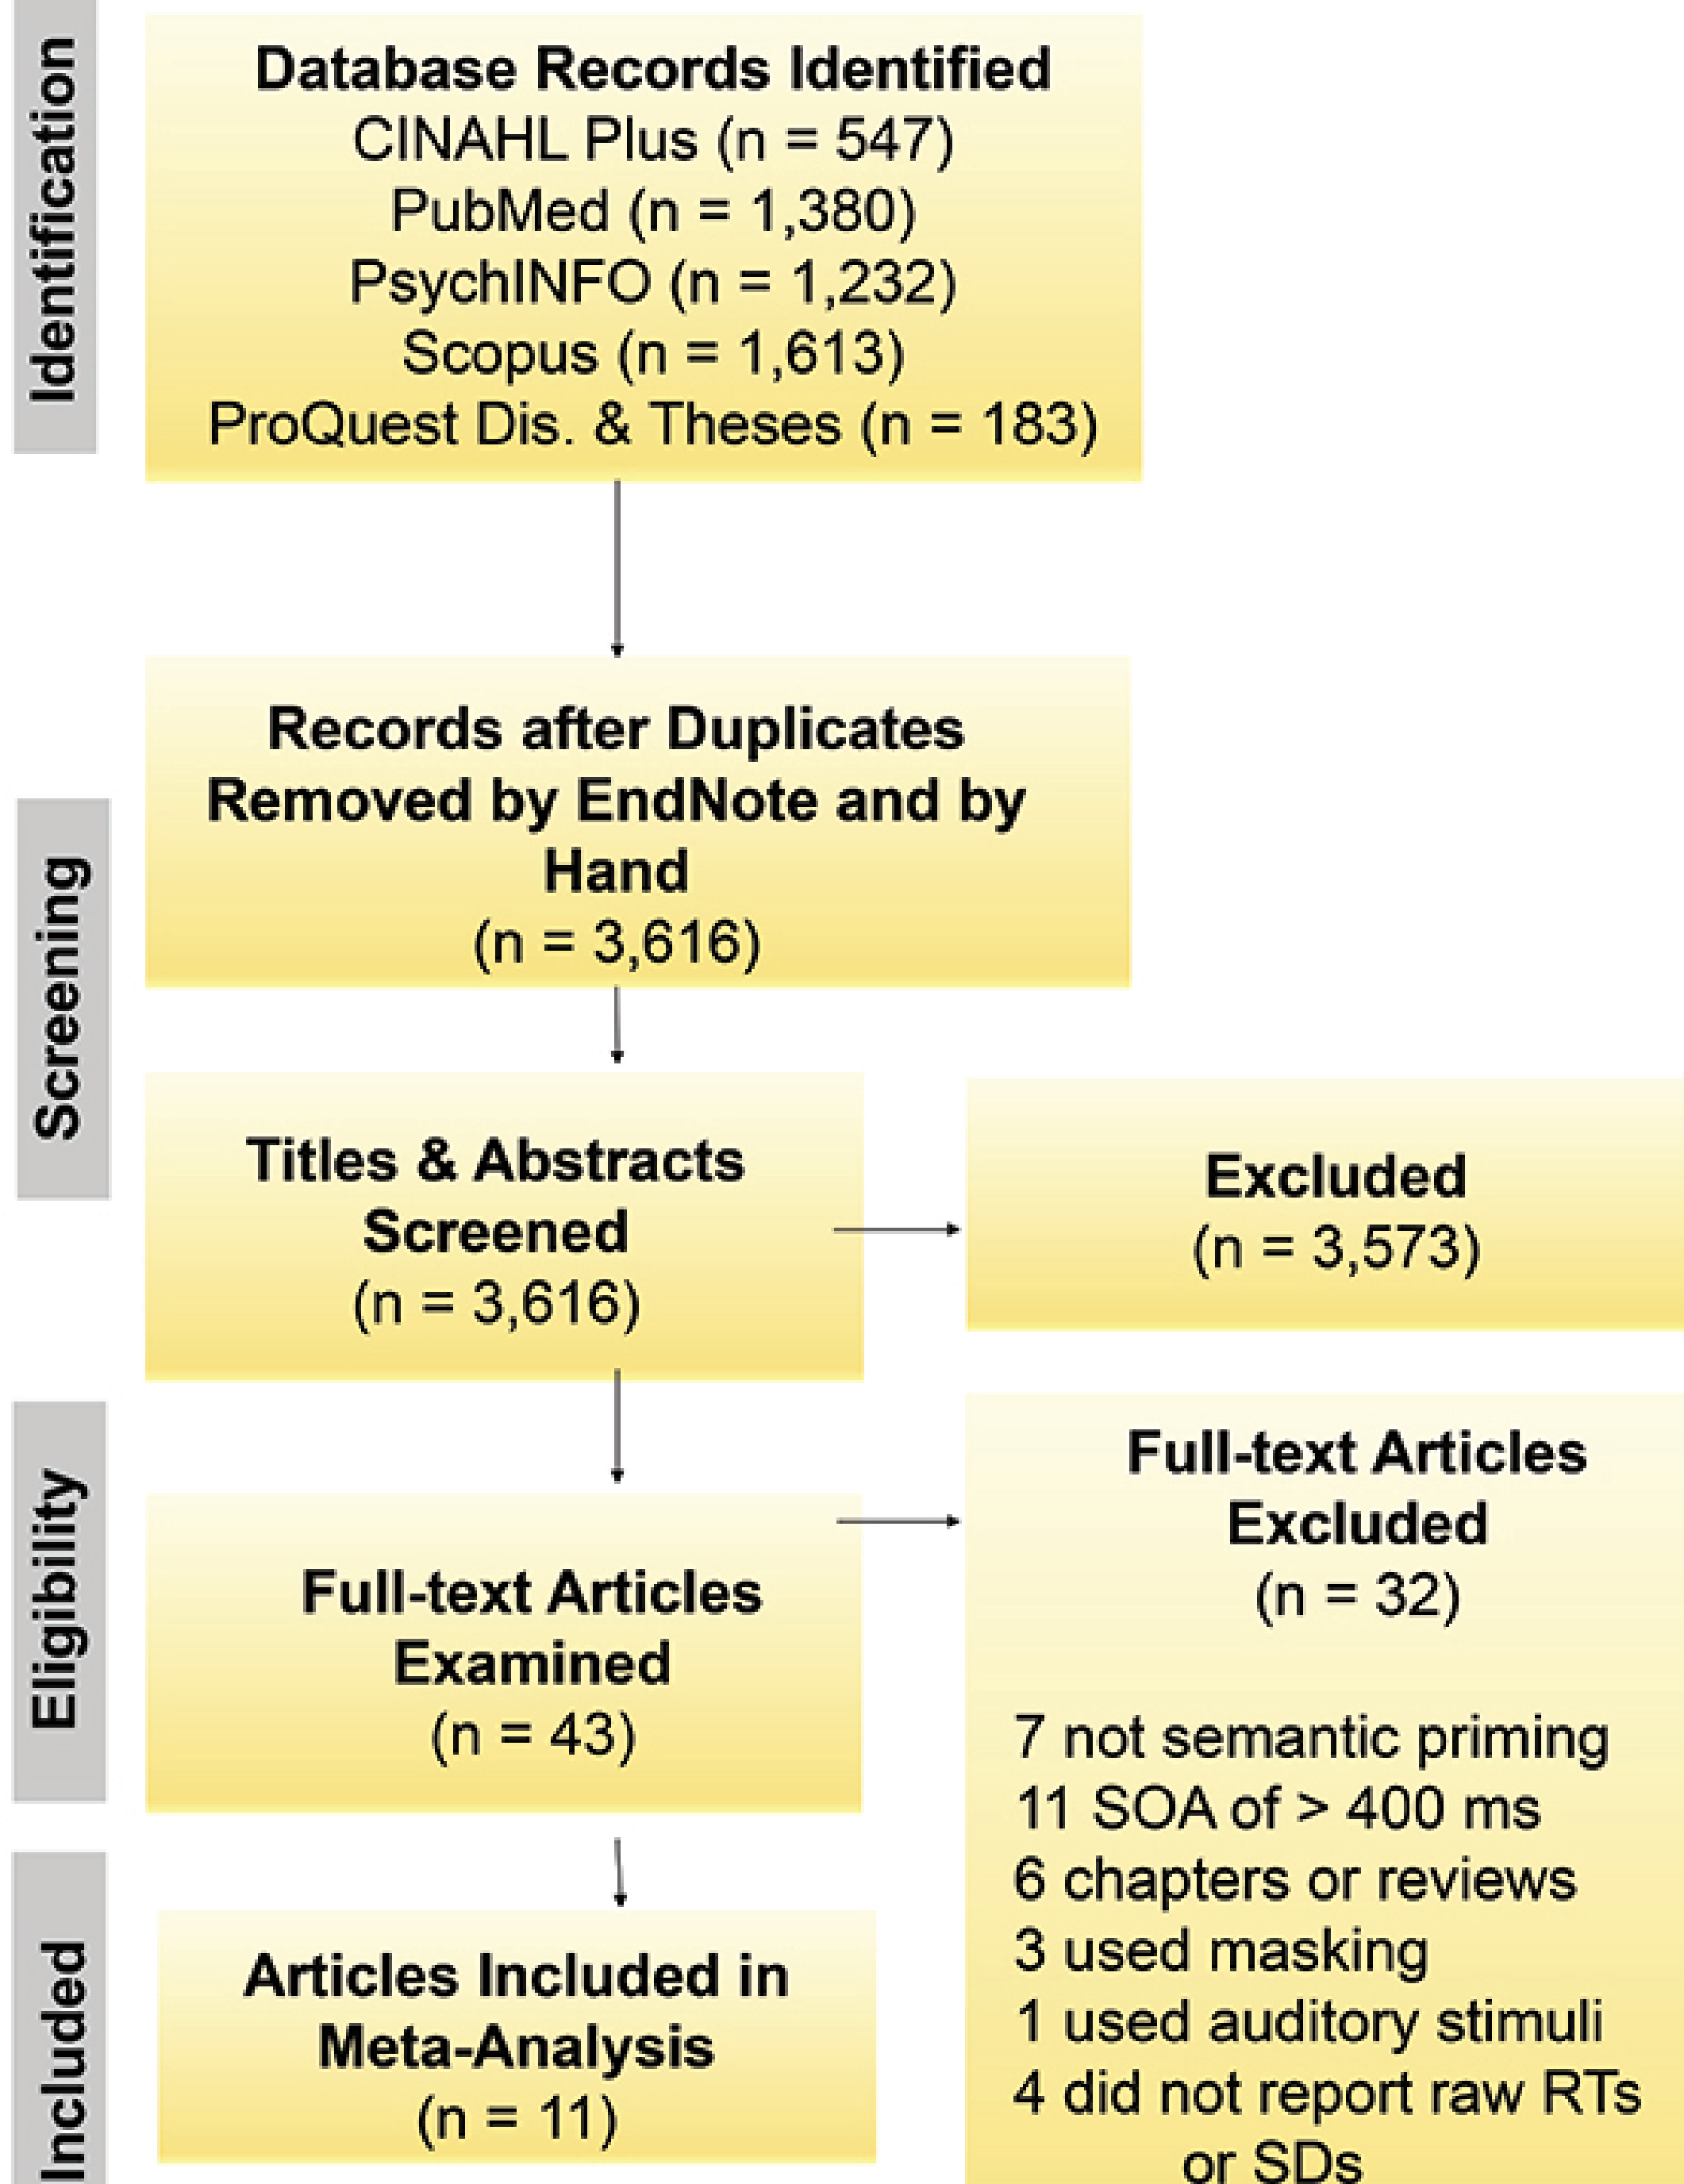 Identification
Database Records Identified
CINAHL Plus (n = 547)
PubMed (n = 1,380)
PsychINFO (n = 1,232)
Scopus (n = 1,613)
ProQuest Dis. & Theses (n = 183)
Screening
Records after Duplicates
Removed by EndNote and by
Hand
(n = 3,616)
Titles & Abstracts
Screened
(n = 3,616)
Excluded
(n = 3,573)
Eligibility
Full-text Articles
Examined
(n = 43)
Full-text Articles
Excluded
(n = 32)
7 not semantic priming
11 SOA of > 400 ms
6 chapters or reviews
3 used masking
1 used auditory stimuli
4 did not report raw RTs
or SDs
Included
Articles Included in
Meta-Analysis
(n = 11)